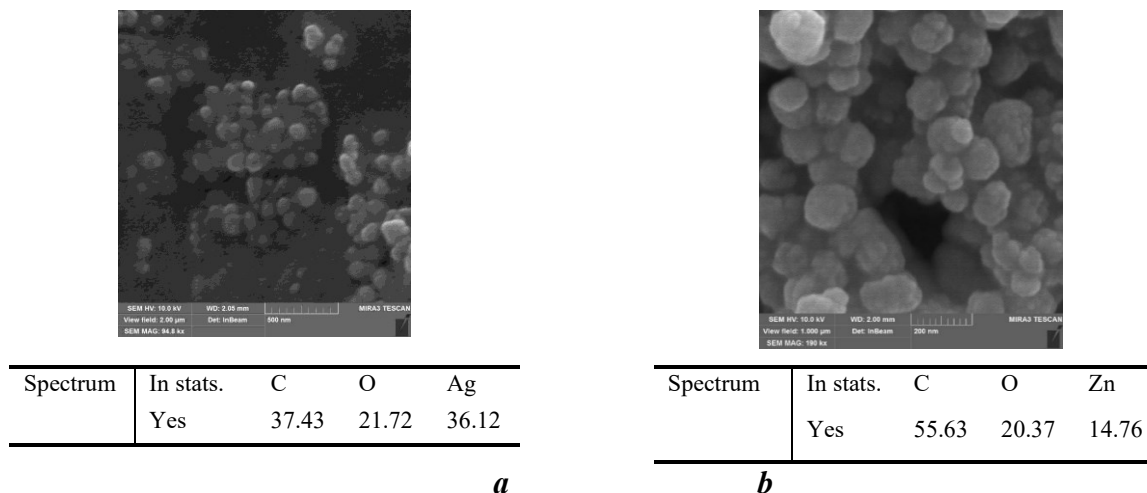 SEM HV: 10.0 kV WD: 2.05 mm MIRA3 TESCAN
View field: 2.00 µm Det: InBeam 500 nm
SEM MAG: 94.8 kx
Spectrum In stats. C O Ag
Yes 37.43 21.72 36.12
a
SEM HV: 10.0 kV WD: 2.00 mm MIRA3 TESCAN
View field: 1.000 µm Det: InBeam 200 nm
SEM MAG: 190 kx
Spectrum In stats. C O Zn
Yes 55.63 20.37 14.76
b